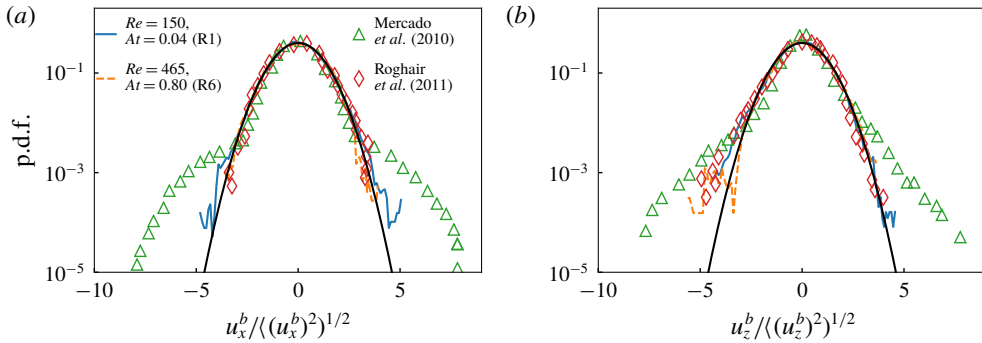 (a)
Re = 150,
At = 0.04 (R1)
Re = 465,
At = 0.80 (R6)
Mercado
et al. (2010)
Roghair
et al. (2011)
p.d.f.
10⁻¹
10⁻³
10⁻⁵
−10 −5 0 5
u_x^b/⟨(u_x^b)²⟩^{1/2}
(b)
10⁻¹
10⁻³
10⁻⁵
−10 −5 0 5
u_z^b/⟨(u_z^b)²⟩^{1/2}